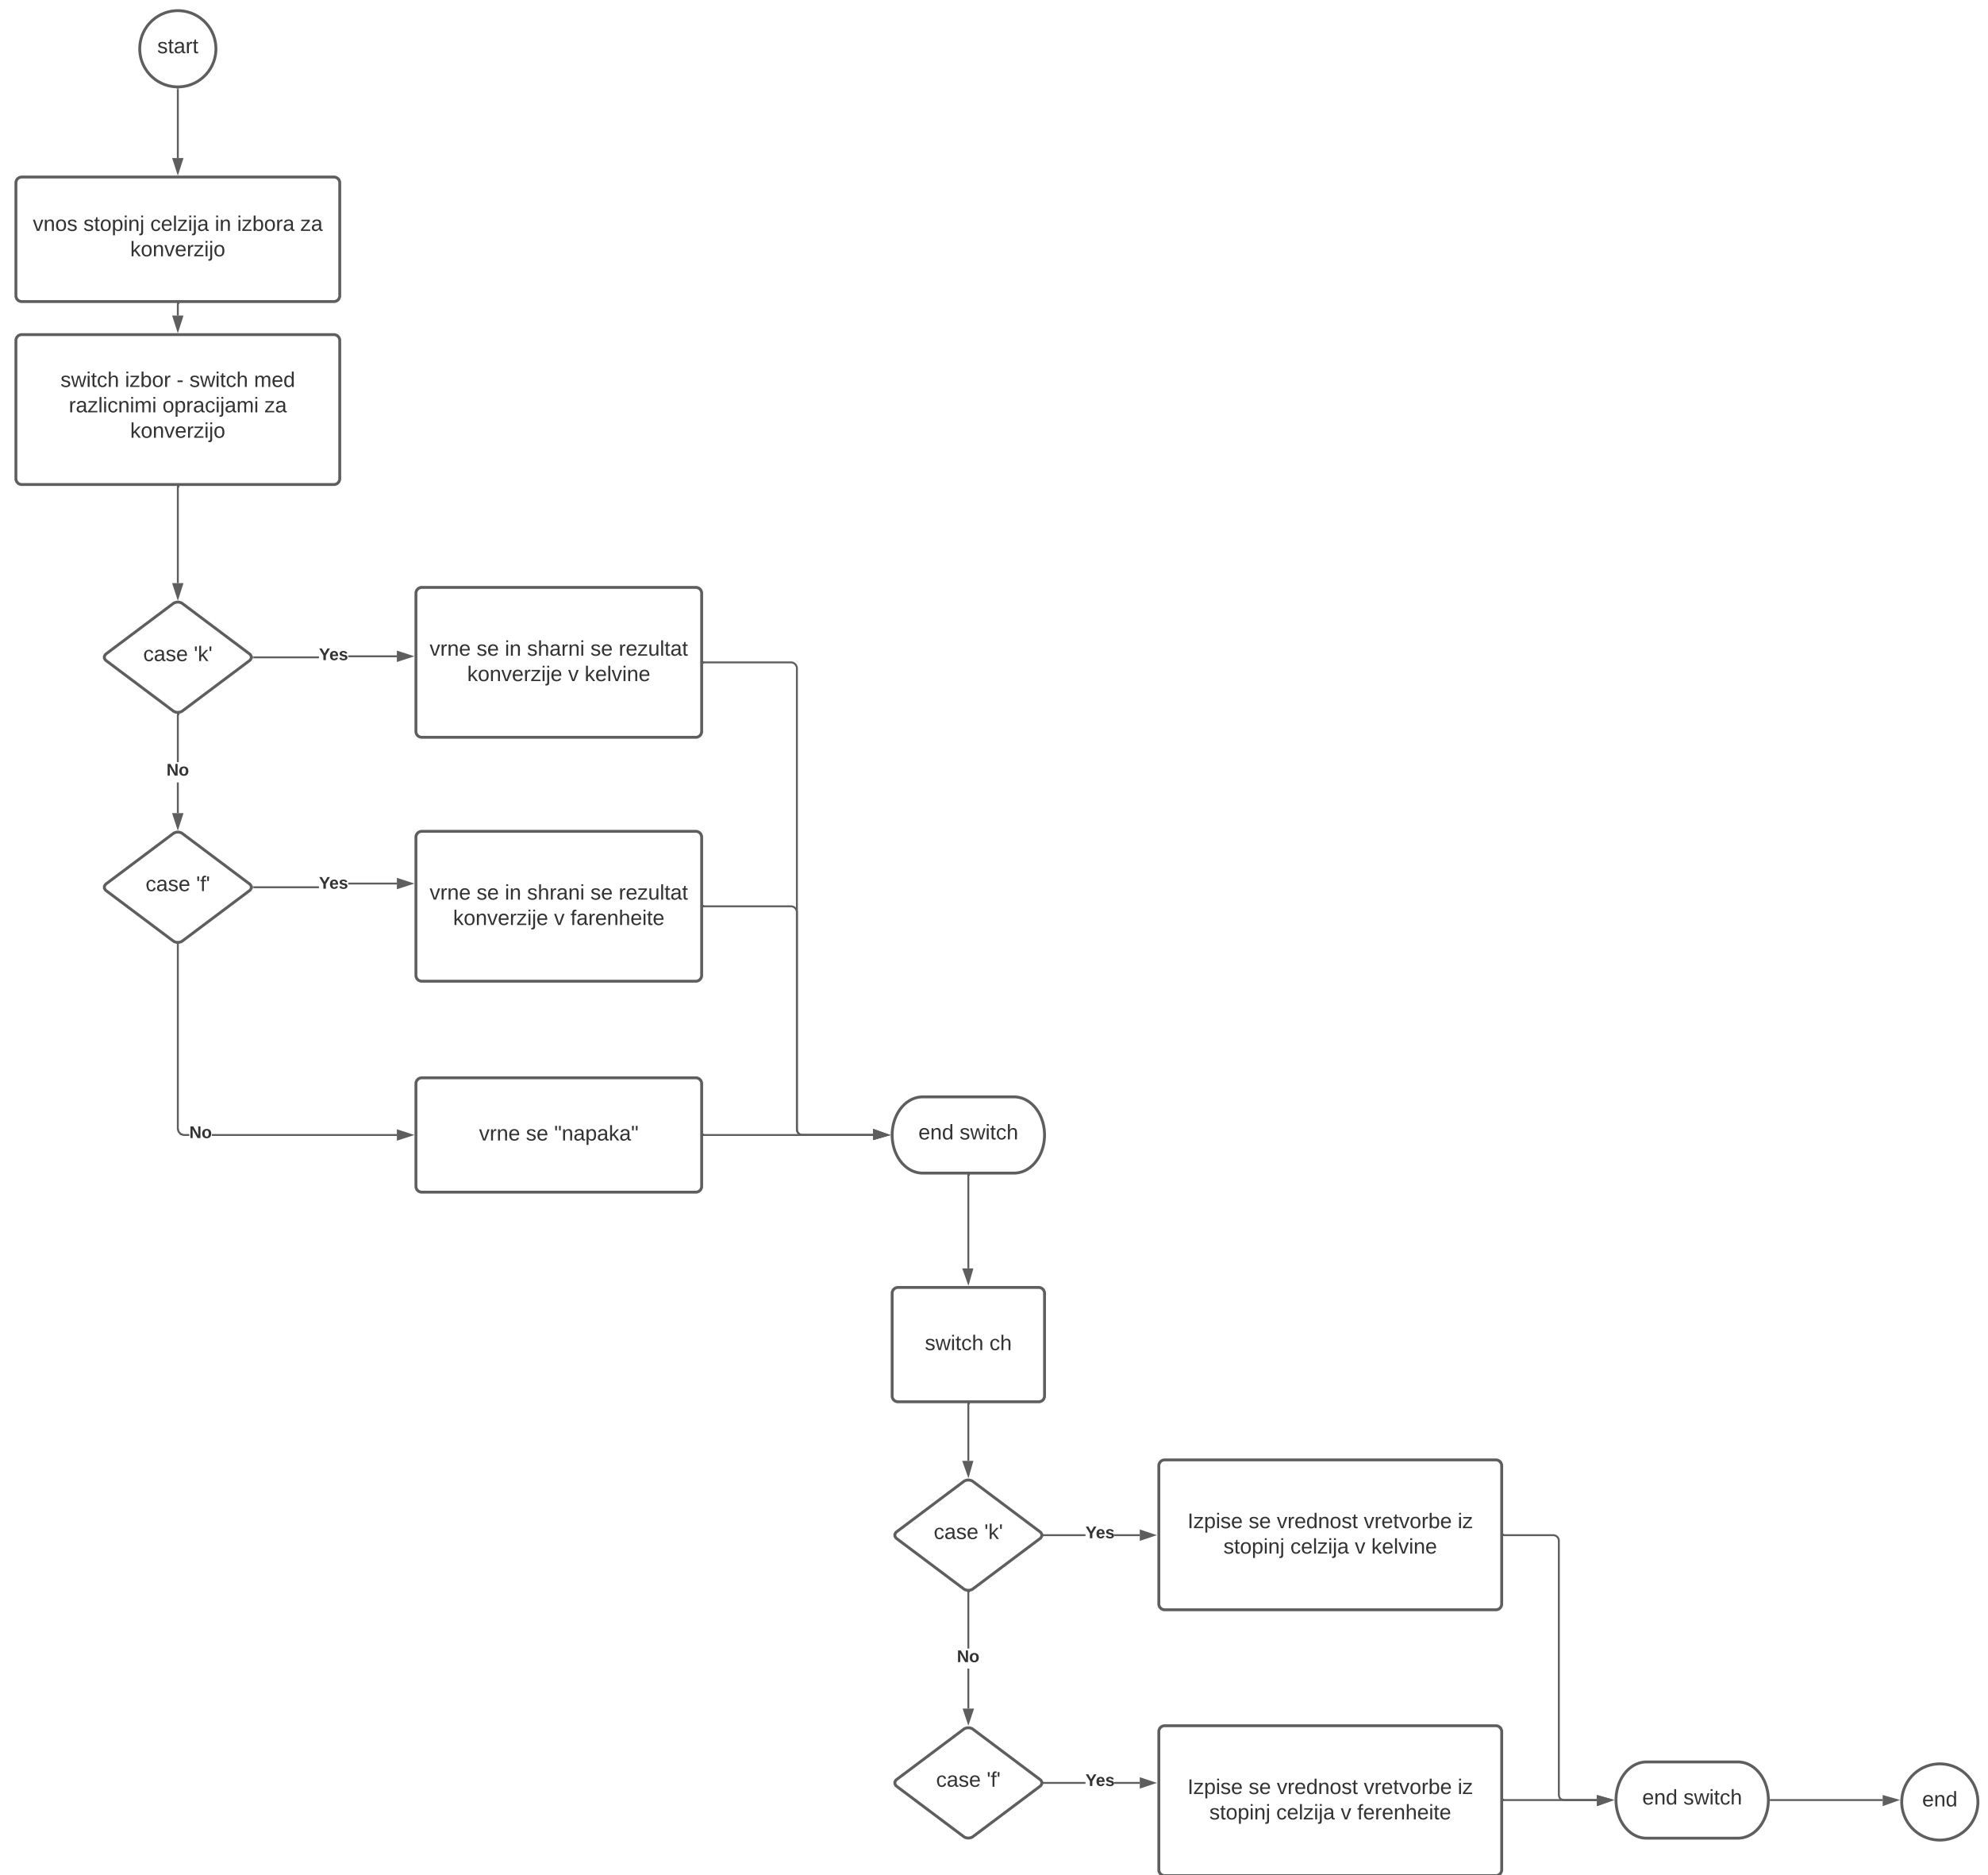 start
vnos stopinj celzija in izbora za
konverzijo
switch izbor - switch med
razlicnimi opracijami za
konverzijo
case 'k'
Yes
vrne se in sharni se rezultat
konverzije v kelvine
No
case 'f'
Yes
vrne se in shrani se rezultat
konverzije v farenheite
No
vrne se "napaka"
end switch
switch ch
case 'k'
Yes
Izpise se vrednost vretvorbe iz
stopinj celzija v kelvine
No
case 'f'
Yes
Izpise se vrednost vretvorbe iz
stopinj celzija v ferenheite
end switch
end